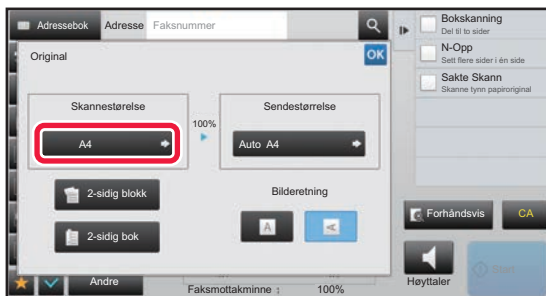 Adressebok
Adresse
Faksnummer
Bokskanning
Del til to sider
N-Opp
Sett flere sider i én side
Sakte Skann
Skanne tynn papiroriginal
Original
OK
Skannestørelse
100%
Sendestørrelse
A4
Auto A4
2-sidig blokk
2-sidig bok
Bilderetning
A
A
Forhåndsvis
CA
Høyttaler
Start
Andre
Faksmottakminne :
100%